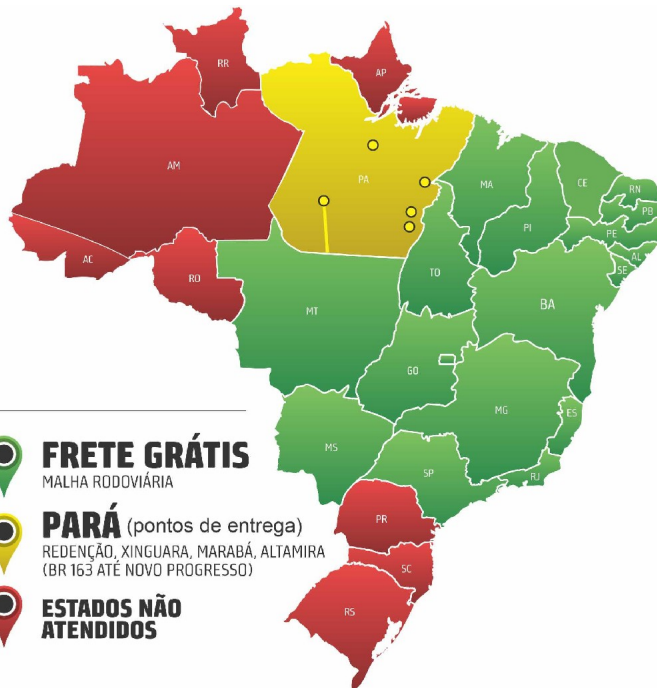 RR
AP
AM
PA
MA
CE
RN
PB
PI
PE
AL
SE
AC
RO
TO
BA
MT
GO
MG
ES
MS
SP
RJ
PR
SC
RS
FRETE GRÁTIS
MALHA RODOVIÁRIA
PARÁ (pontos de entrega)
REDENÇÃO, XINGUARA, MARABÁ, ALTAMIRA
(BR 163 ATÉ NOVO PROGRESSO)
ESTADOS NÃO
ATENDIDOS